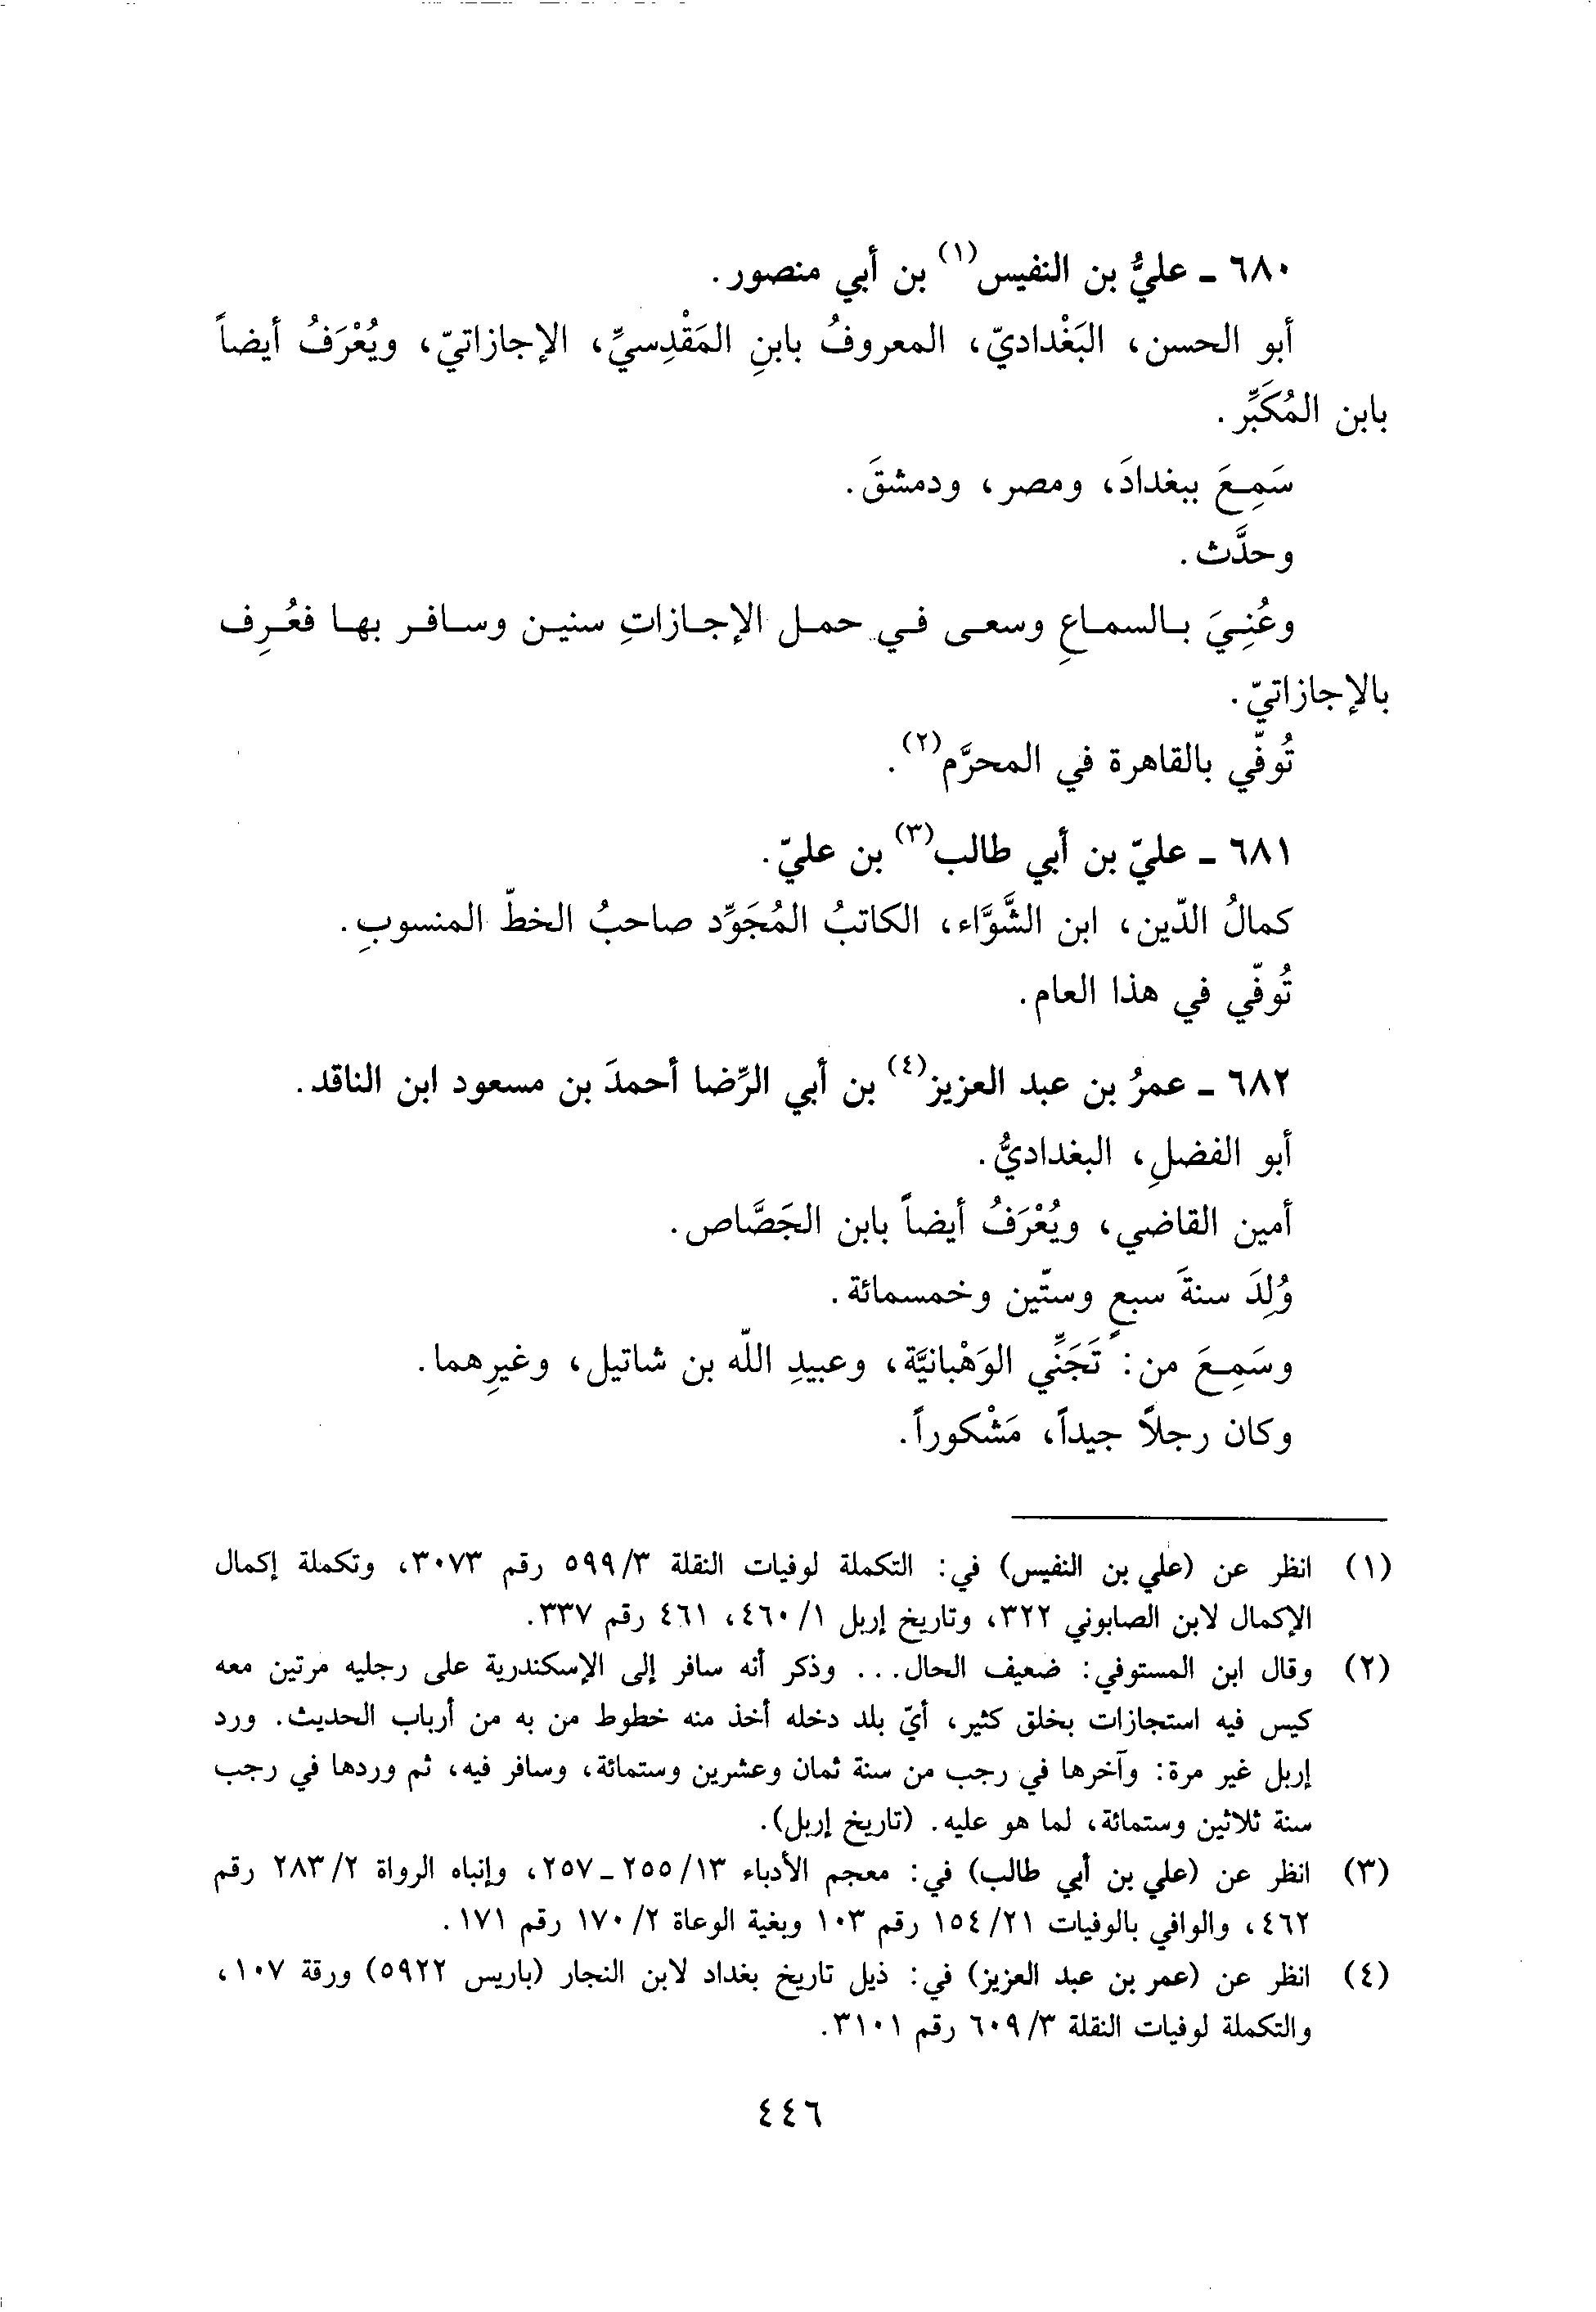 ٦٨٠ ـ عليُّ بن النفيس(١) بن أبي منصور.
أبو الحسن، البَغْداديّ، المعروفُ بابنِ المَقْدِسيِّ، الإجازاتيّ، ويُعْرَفُ أيضاً
بابن المُكَبِّر.
سَمِعَ ببغدادَ، ومصر، ودمشقَ.
وحدَّث.
وعُنِيَ بالسماعِ وسعى في حمل الإجازاتِ سنين وسافر بها فعُرِف
بالإجازاتيّ.
تُوفّي بالقاهرة في المحرَّم(٢).
٦٨١ ـ عليّ بن أبي طالب(٣) بن عليّ.
كمالُ الدّين، ابن الشَّوَّاء، الكاتبُ المُجَوِّد صاحبُ الخطّ المنسوبِ.
تُوفّي في هذا العام.
٦٨٢ ـ عمرُ بن عبد العزيز(٤) بن أبي الرِّضا أحمدَ بن مسعود ابن الناقد.
أبو الفضلِ، البغداديُّ.
أمين القاضي، ويُعْرَفُ أيضاً بابن الجَصَّاص.
وُلِدَ سنةَ سبعٍ وستّين وخمسمائة.
وسَمِعَ من: تَجَنِّي الوَهْبانيَّة، وعبيدِ اللّه بن شاتيل، وغيرِهما.
وكان رجلاً جيداً، مَشْكوراً.
(١) انظر عن (علي بن النفيس) في: التكملة لوفيات النقلة ٣/ ٥٩٩ رقم ٣٠٧٣، وتكملة إكمال
الإكمال لابن الصابوني ٣٢٢، وتاريخ إربل ١/ ٤٦٠، ٤٦١ رقم ٣٣٧.
(٢) وقال ابن المستوفي: ضعيف الحال... وذكر أنه سافر إلى الإسكندرية على رجليه مرتين معه
كيس فيه استجازات بخلق كثير، أيّ بلد دخله أخذ منه خطوط من به من أرباب الحديث. ورد
إربل غير مرة: وآخرها في رجب من سنة ثمان وعشرين وستمائة، وسافر فيه، ثم وردها في رجب
سنة ثلاثين وستمائة، لما هو عليه. (تاريخ إربل).
(٣) انظر عن (علي بن أبي طالب) في: معجم الأدباء ١٣/ ٢٥٥ ـ ٢٥٧، وإنباه الرواة ٢/ ٢٨٣ رقم
٤٦٢، والوافي بالوفيات ٢١/ ١٥٤ رقم ١٠٣ وبغية الوعاة ٢/ ١٧٠ رقم ١٧١.
(٤) انظر عن (عمر بن عبد العزيز) في: ذيل تاريخ بغداد لابن النجار (باريس ٥٩٢٢) ورقة ١٠٧،
والتكملة لوفيات النقلة ٣/ ٦٠٩ رقم ٣١٠١.
٤٤٦